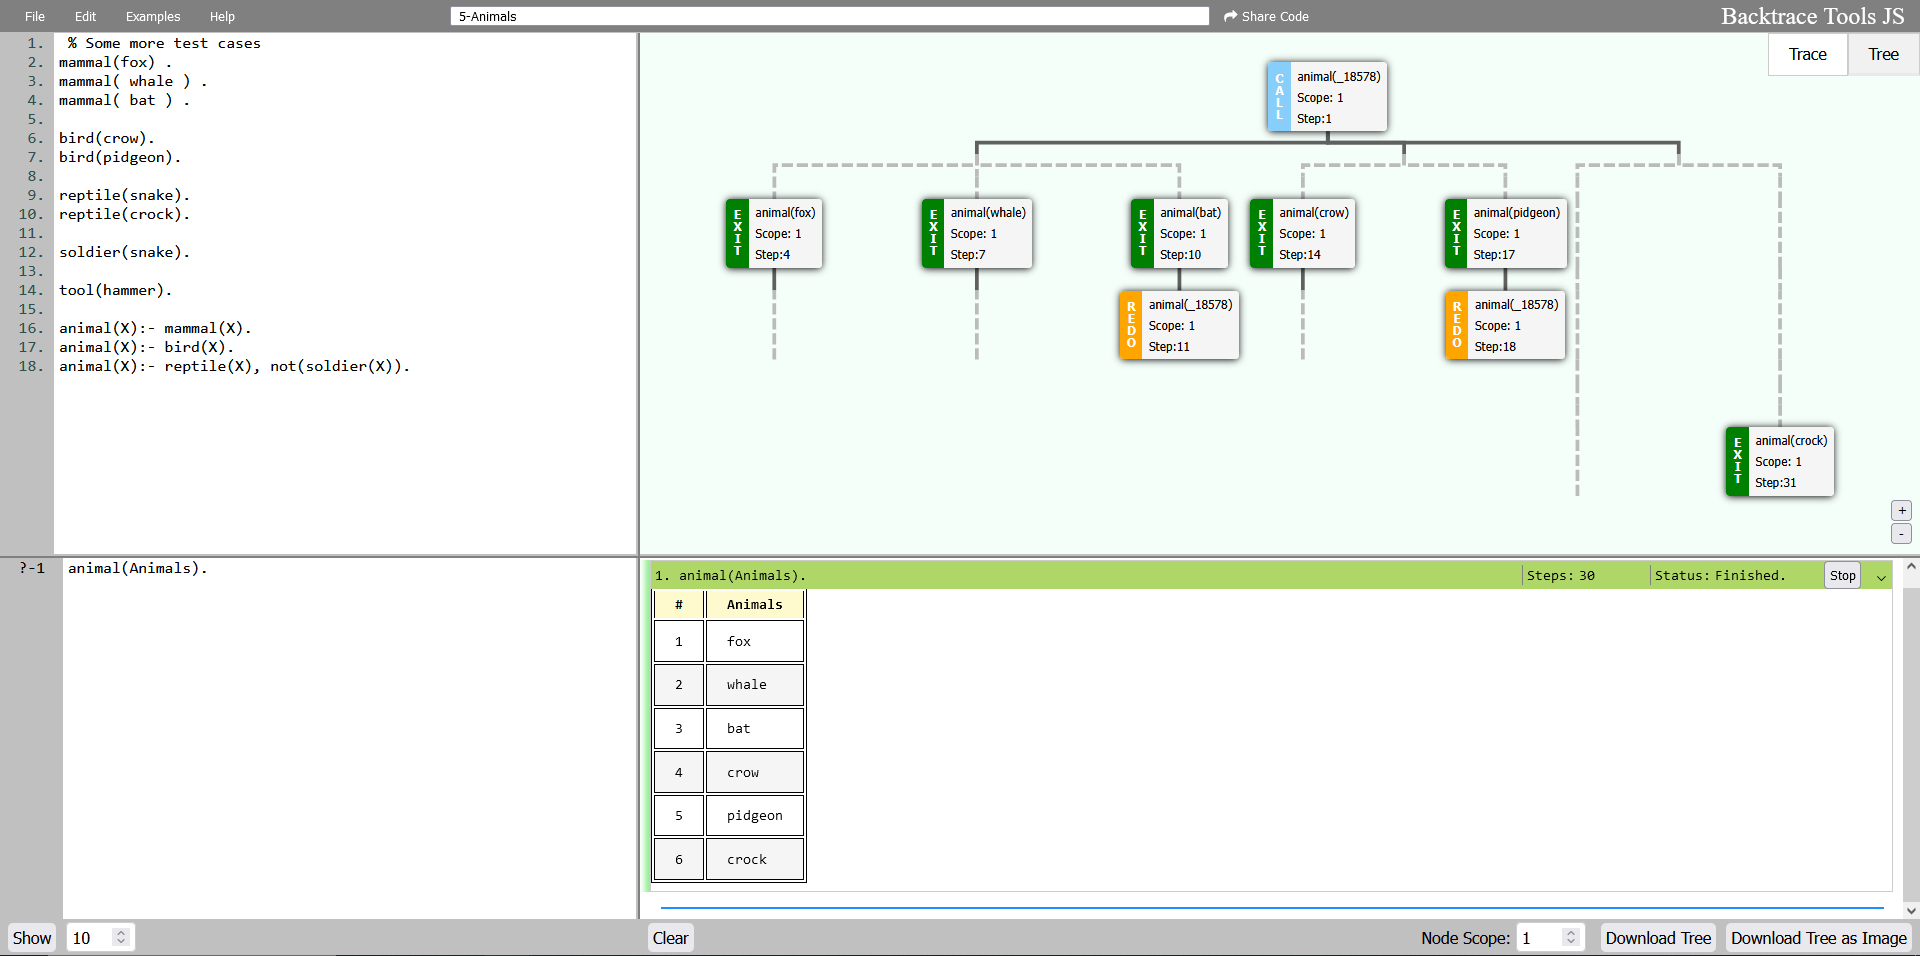 File Edit Examples Help 5-Animals Share Code Backtrace Tools JS
Trace Tree
1. % Some more test cases
2. mammal(fox) .
3. mammal( whale ) .
4. mammal( bat ) .
5.
6. bird(crow).
7. bird(pidgeon).
8.
9. reptile(snake).
10. reptile(crock).
11.
12. soldier(snake).
13.
14. tool(hammer).
15.
16. animal(X):- mammal(X).
17. animal(X):- bird(X).
18. animal(X):- reptile(X), not(soldier(X)).
CALL
animal(_18578)
Scope: 1
Step:1
EXIT
animal(fox)
Scope: 1
Step:4
EXIT
animal(whale)
Scope: 1
Step:7
EXIT
animal(bat)
Scope: 1
Step:10
EXIT
animal(crow)
Scope: 1
Step:14
EXIT
animal(pidgeon)
Scope: 1
Step:17
REDO
animal(_18578)
Scope: 1
Step:11
REDO
animal(_18578)
Scope: 1
Step:18
EXIT
animal(crock)
Scope: 1
Step:31
+
-
?-1 animal(Animals).
1. animal(Animals). Steps: 30 Status: Finished. Stop
# Animals
1 fox
2 whale
3 bat
4 crow
5 pidgeon
6 crock
Show 10 Clear Node Scope: 1 Download Tree Download Tree as Image